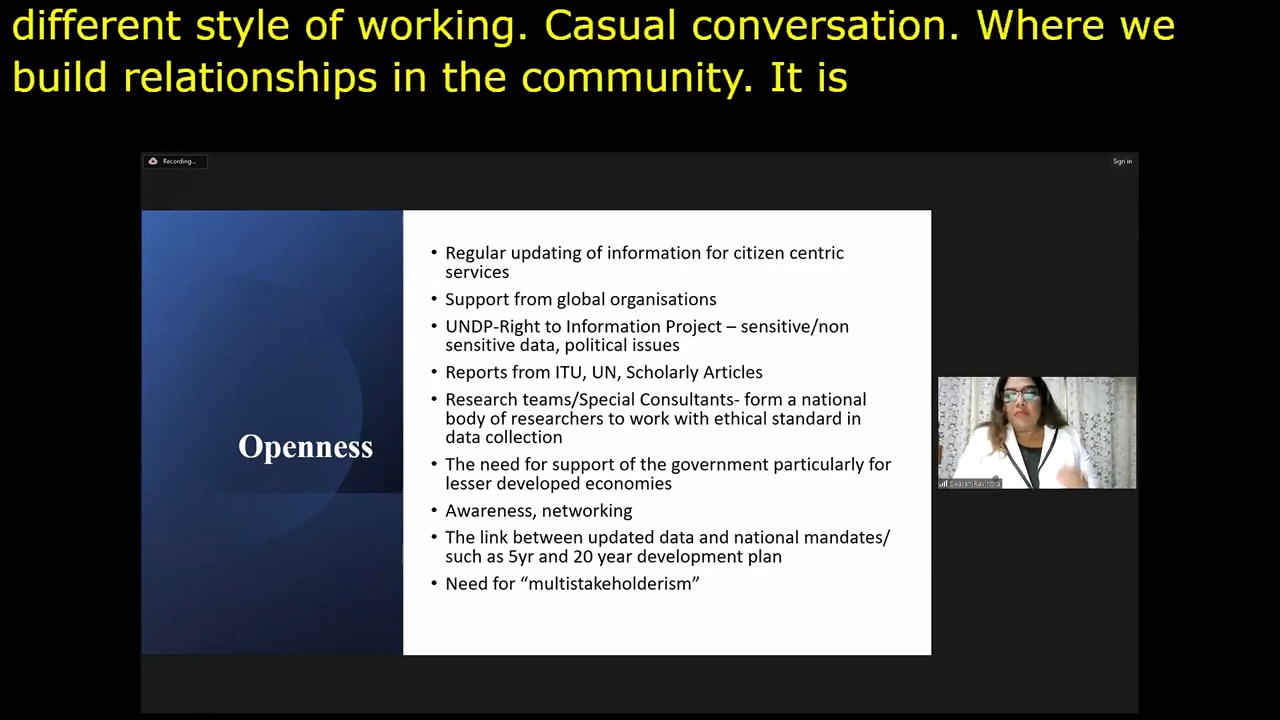 different style of working. Casual conversation. Where we
build relationships in the community. It is
Recording...
Sign in
• Regular updating of information for citizen centric
services
• Support from global organisations
• UNDP-Right to Information Project – sensitive/non
sensitive data, political issues
• Reports from ITU, UN, Scholarly Articles
• Research teams/Special Consultants- form a national
body of researchers to work with ethical standard in
data collection
Openness
• The need for support of the government particularly for
lesser developed economies
• Awareness, networking
• The link between updated data and national mandates/
such as 5yr and 20 year development plan
• Need for “multistakeholderism”
Swaran Ravindra